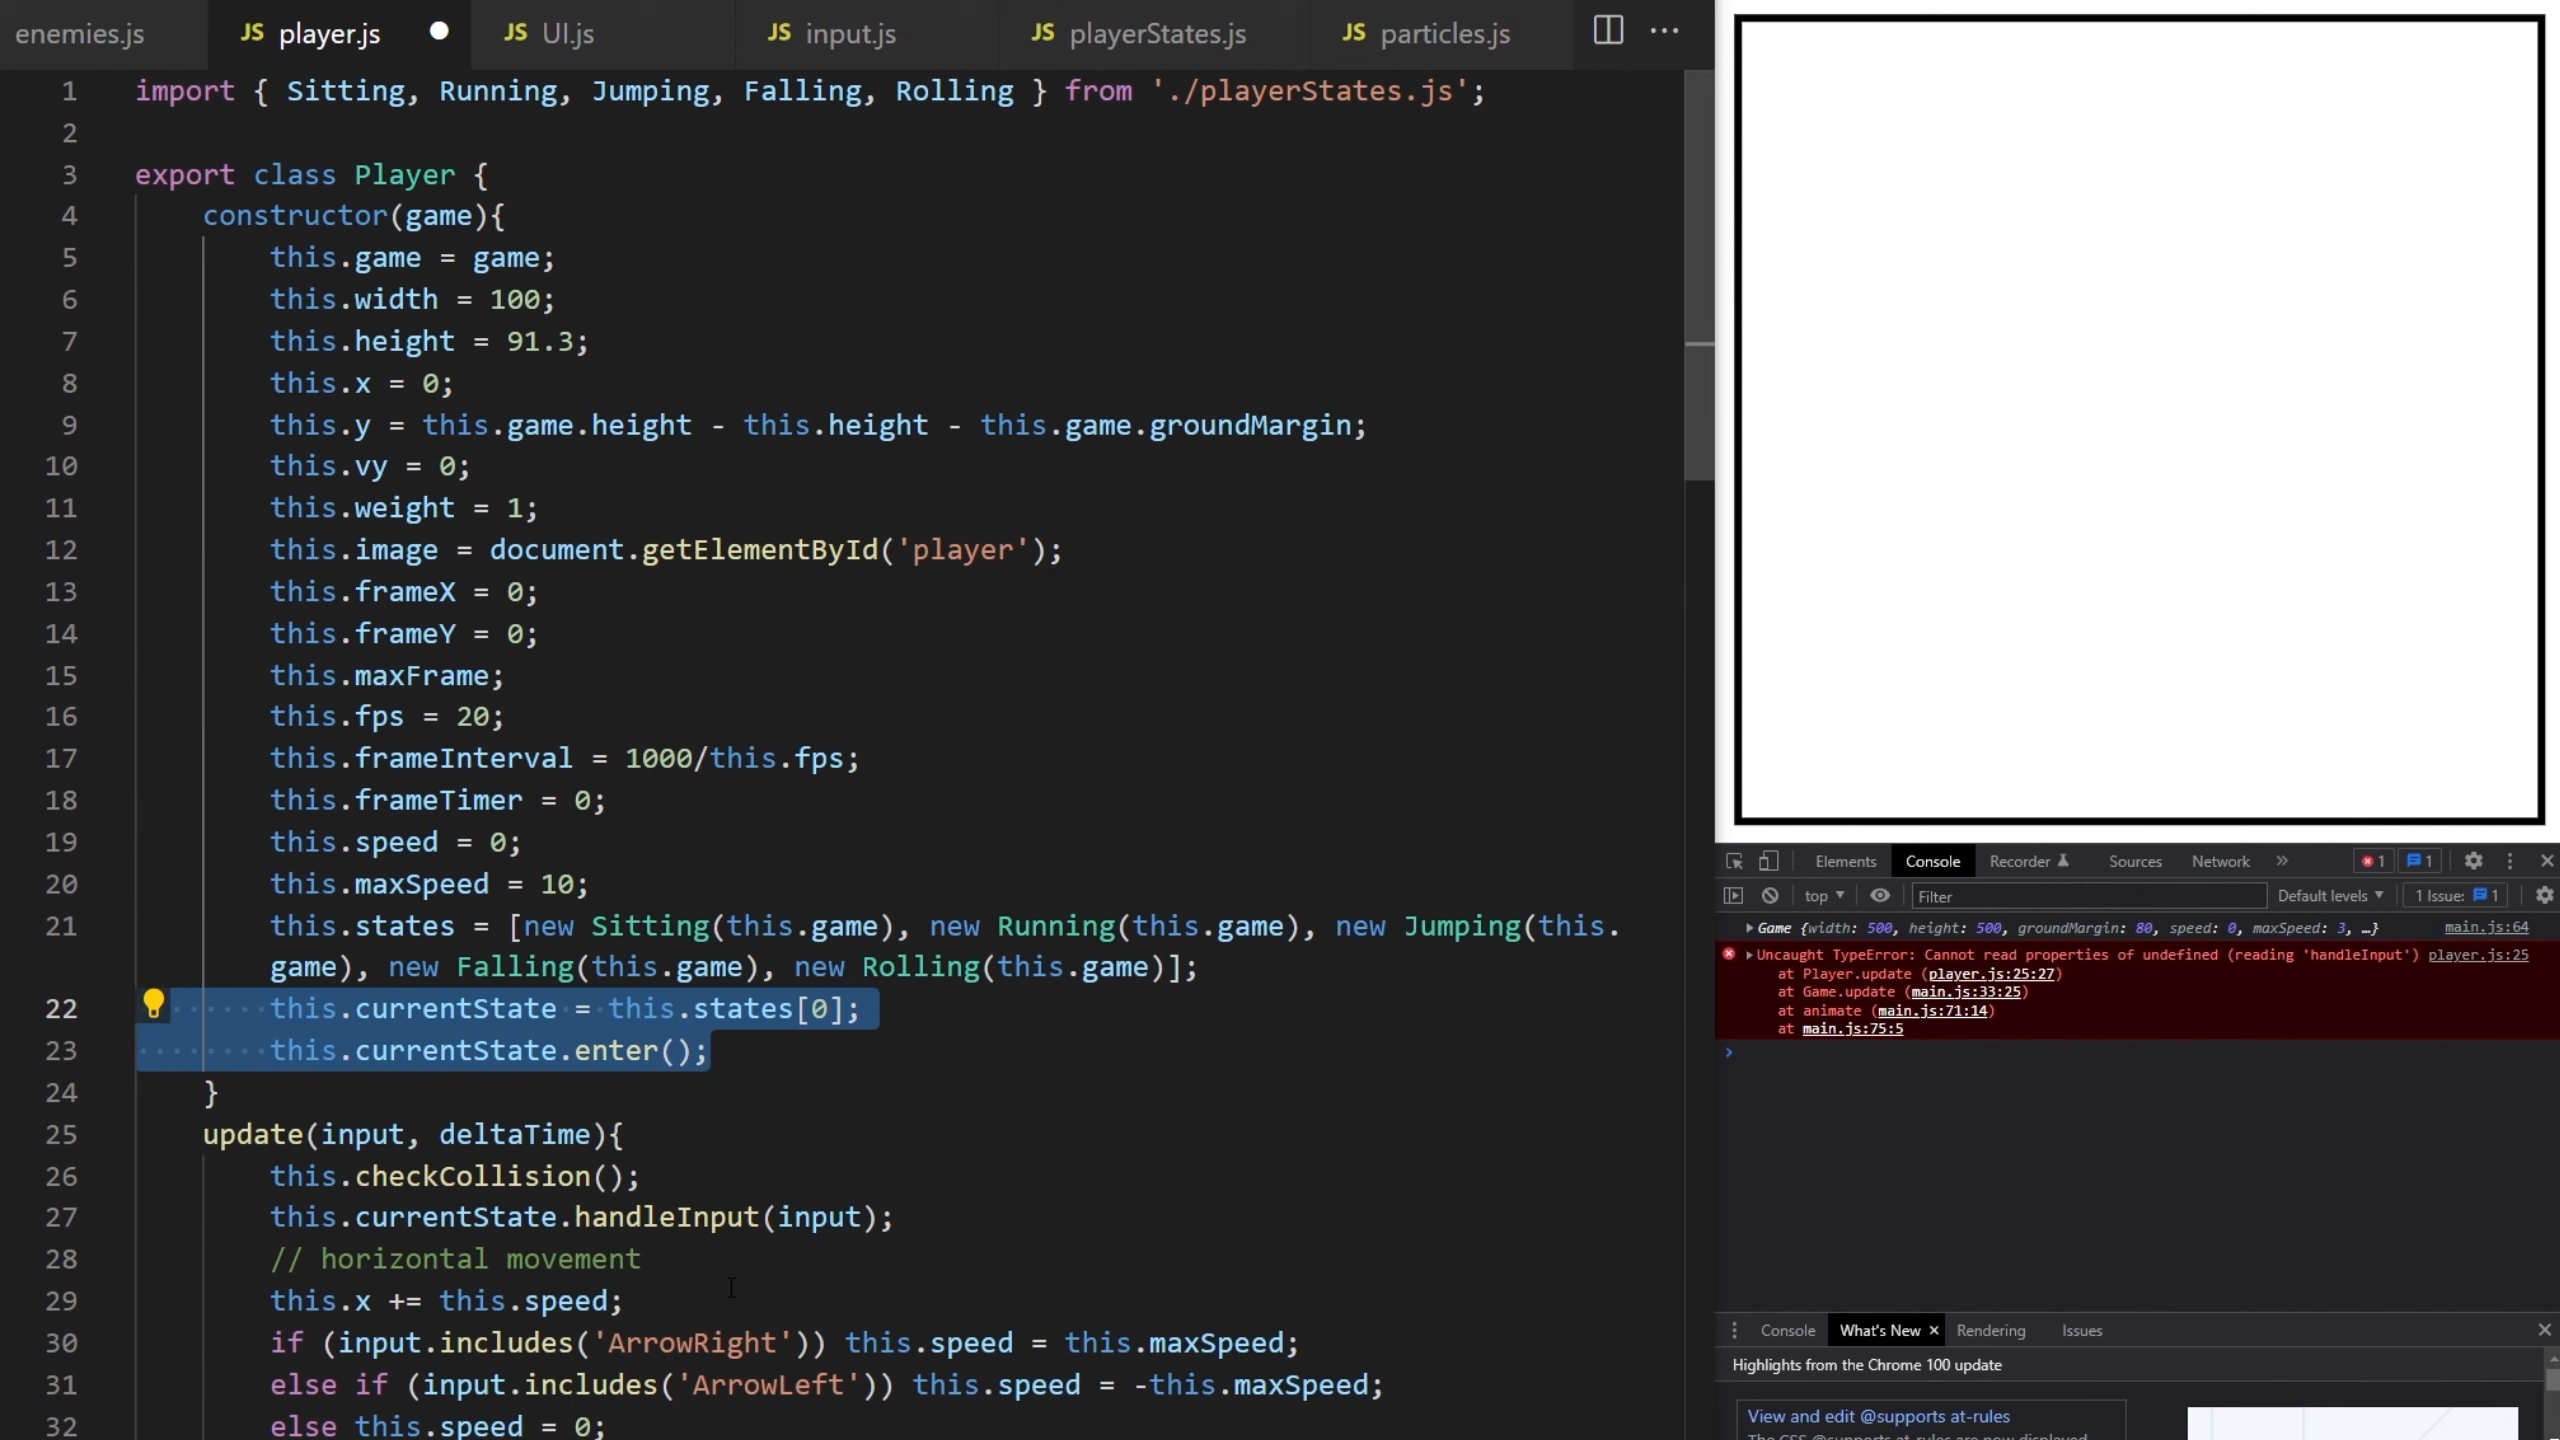 enemies.js
JS player.js
JS UI.js
JS input.js
JS playerStates.js
JS particles.js
1 import { Sitting, Running, Jumping, Falling, Rolling } from './playerStates.js';
2
3 export class Player {
4 constructor(game){
5 this.game = game;
6 this.width = 100;
7 this.height = 91.3;
8 this.x = 0;
9 this.y = this.game.height - this.height - this.game.groundMargin;
10 this.vy = 0;
11 this.weight = 1;
12 this.image = document.getElementById('player');
13 this.frameX = 0;
14 this.frameY = 0;
15 this.maxFrame;
16 this.fps = 20;
17 this.frameInterval = 1000/this.fps;
18 this.frameTimer = 0;
19 this.speed = 0;
20 this.maxSpeed = 10;
21 this.states = [new Sitting(this.game), new Running(this.game), new Jumping(this.
game), new Falling(this.game), new Rolling(this.game)];
22 this.currentState = this.states[0];
23 this.currentState.enter();
24 }
25 update(input, deltaTime){
26 this.checkCollision();
27 this.currentState.handleInput(input);
28 // horizontal movement
29 this.x += this.speed;
30 if (input.includes('ArrowRight')) this.speed = this.maxSpeed;
31 else if (input.includes('ArrowLeft')) this.speed = -this.maxSpeed;
32 else this.speed = 0;
Elements Console Recorder Sources Network » 1 1
top Filter Default levels 1 Issue: 1
Game {width: 500, height: 500, groundMargin: 80, speed: 0, maxSpeed: 3, …} main.js:64
Uncaught TypeError: Cannot read properties of undefined (reading 'handleInput') player.js:25
at Player.update (player.js:25:27)
at Game.update (main.js:33:25)
at animate (main.js:71:14)
at main.js:75:5
Console What's New × Rendering Issues
Highlights from the Chrome 100 update
View and edit @supports at-rules
The CSS @supports at-rules are now displayed